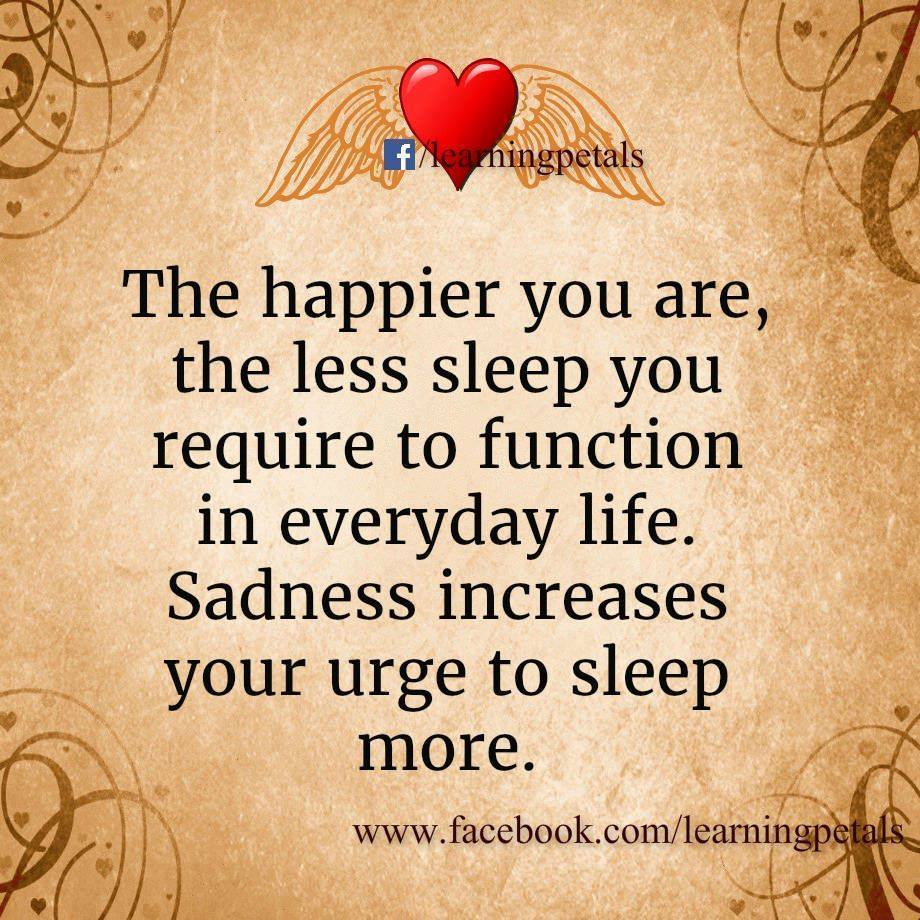 /learningpetals
The happier you are,
the less sleep you
require to function
in everyday life.
Sadness increases
your urge to sleep
more.
www.facebook.com/learningpetals